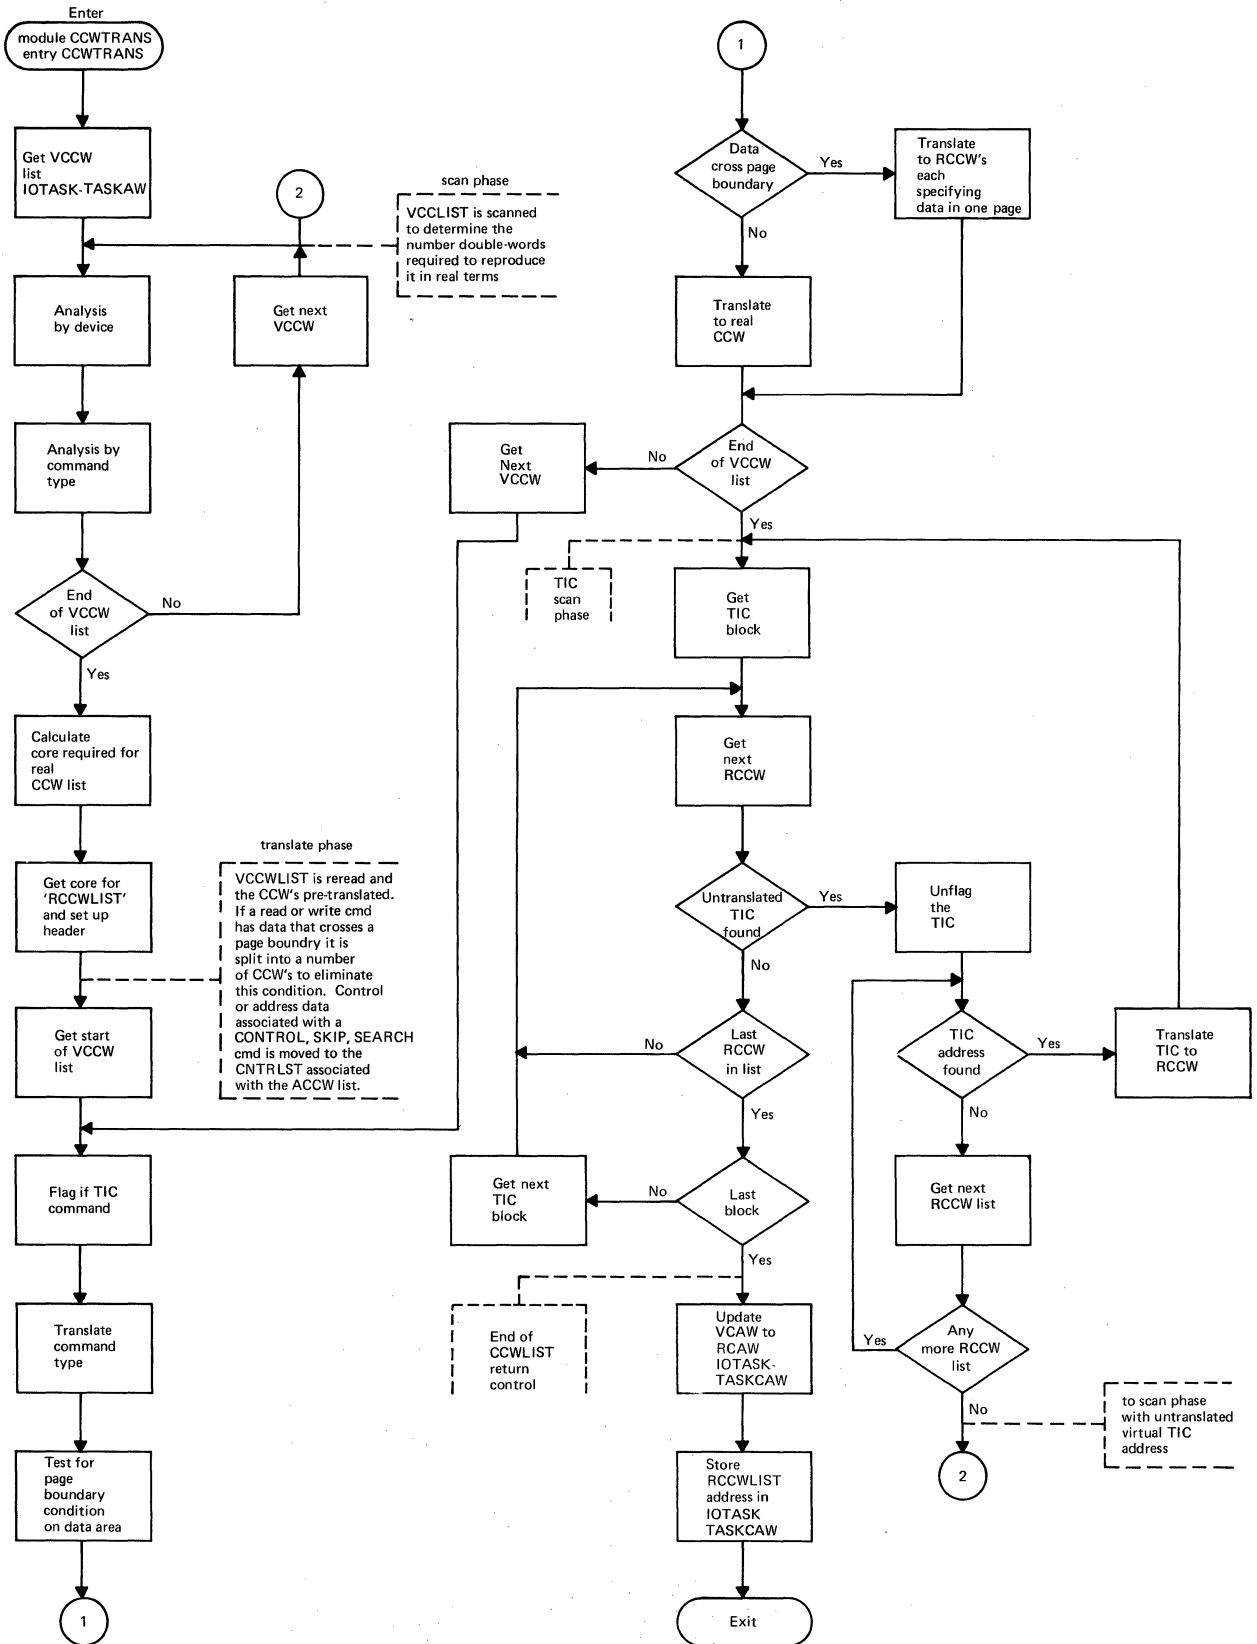 Enter
module CCWTRANS
entry CCWTRANS
Get VCCW
list
IOTASK-TASKAW
2
scan phase
VCCLIST is scanned
to determine the
number double-words
required to reproduce
it in real terms
Analysis
by device
Get next
VCCW
Analysis by
command
type
End
of VCCW
list
No
Yes
Calculate
core required for
real
CCW list
Get core for
'RCCWLIST'
and set up
header
translate phase
VCCWLIST is reread and
the CCW's pre-translated.
If a read or write cmd
has data that crosses a
page boundry it is
split into a number
of CCW's to eliminate
this condition. Control
or address data
associated with a
CONTROL, SKIP, SEARCH
cmd is moved to the
CNTRLST associated
with the ACCW list.
Get start
of VCCW
list
Flag if TIC
command
Translate
command
type
Test for
page
boundary
condition
on data area
1
1
Data
cross page
boundary
Yes
Translate
to RCCW's
each
specifying
data in one page
No
Translate
to real
CCW
End
of VCCW
list
No
Get
Next
VCCW
Yes
TIC
scan
phase
Get
TIC
block
Get
next
RCCW
Untranslated
TIC
found
Yes
Unflag
the
TIC
No
Last
RCCW
in list
No
TIC
address
found
Yes
Translate
TIC to
RCCW
Yes
No
Last
block
No
Get next
TIC
block
Get next
RCCW list
Yes
End of
CCWLIST
return
control
Update
VCAW to
RCAW
IOTASK-
TASKCAW
Any
more RCCW
list
Yes
No
to scan phase
with untranslated
virtual TIC
address
2
Store
RCCWLIST
address in
IOTASK
TASKCAW
Exit